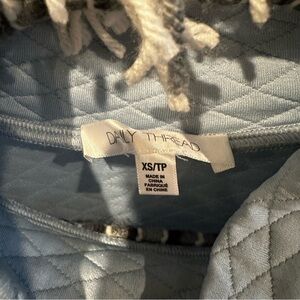 DAILY THREAD
XS/TP
MADE IN
CHINA
FABRIQUÉ
EN CHINE